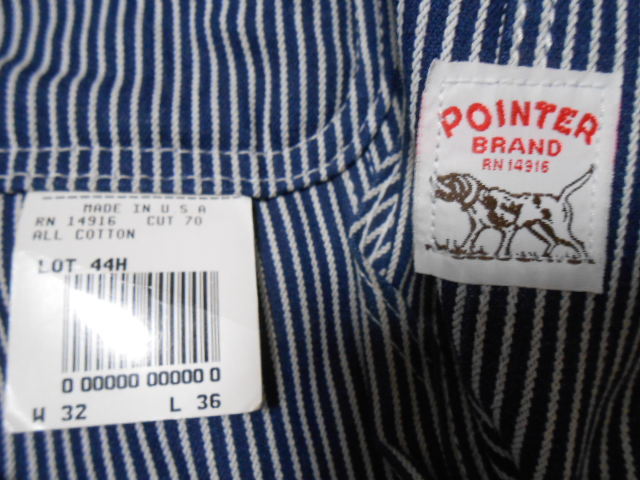 MADE IN U S A
RN 14916 CUT 70
ALL COTTON
LOT 44H
0 00000 00000 0
W 32 L 36
POINTER
BRAND
RN 14916